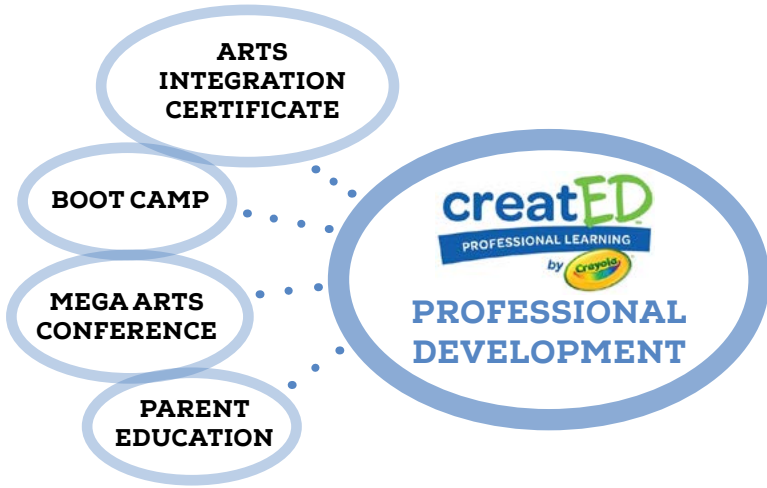 ARTS
INTEGRATION
CERTIFICATE
BOOT CAMP
MEGA ARTS
CONFERENCE
PARENT
EDUCATION
creatED
PROFESSIONAL LEARNING
by Crayola
PROFESSIONAL
DEVELOPMENT